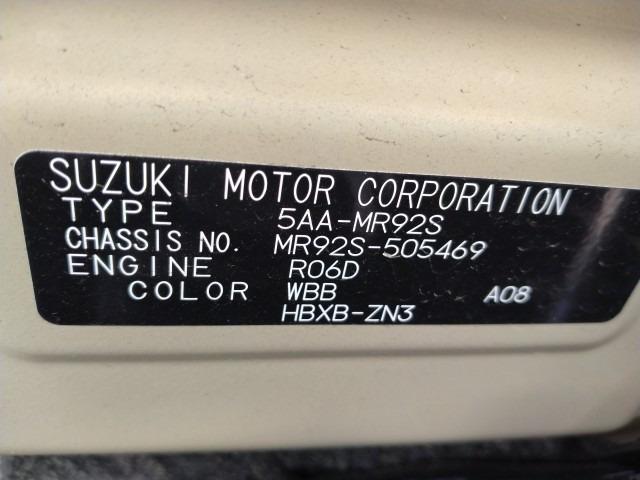 SUZUKI MOTOR CORPORATION
TYPE 5AA-MR92S
CHASSIS NO. MR92S-505469
ENGINE R06D
COLOR WBB A08
HBXB-ZN3